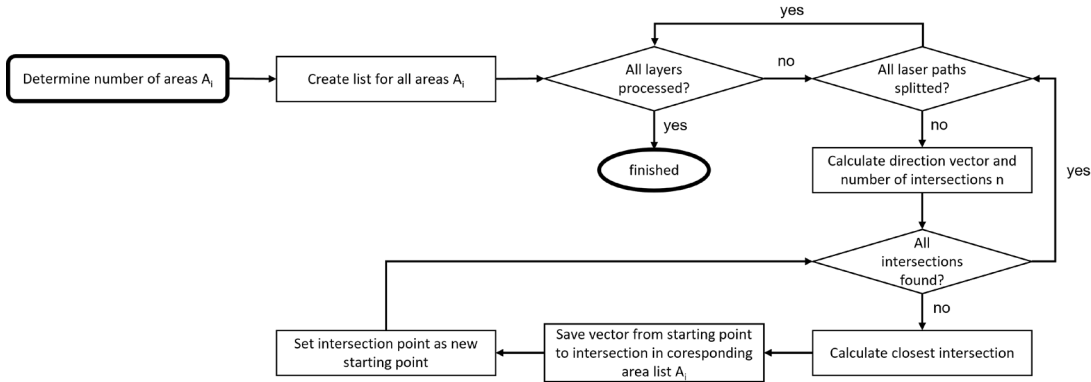 yes
Determine number of areas Ai
Create list for all areas Ai
All layers
processed?
no
All laser paths
splitted?
yes
no
finished
Calculate direction vector and
number of intersections n
yes
All
intersections
found?
no
Set intersection point as new
starting point
Save vector from starting point
to intersection in coresponding
area list Ai
Calculate closest intersection